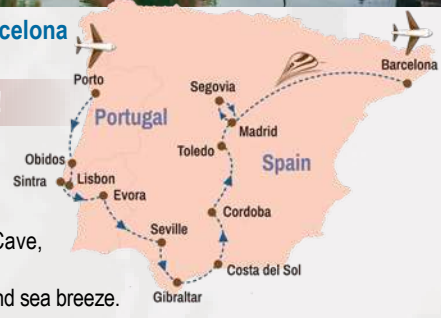 celona
Barcelona
Porto
Segovia
Portugal
Madrid
Toledo
Spain
Obidos
Sintra
Lisbon
Evora
Cordoba
Seville
Cave,
Costa del Sol
Gibraltar
nd sea breeze.